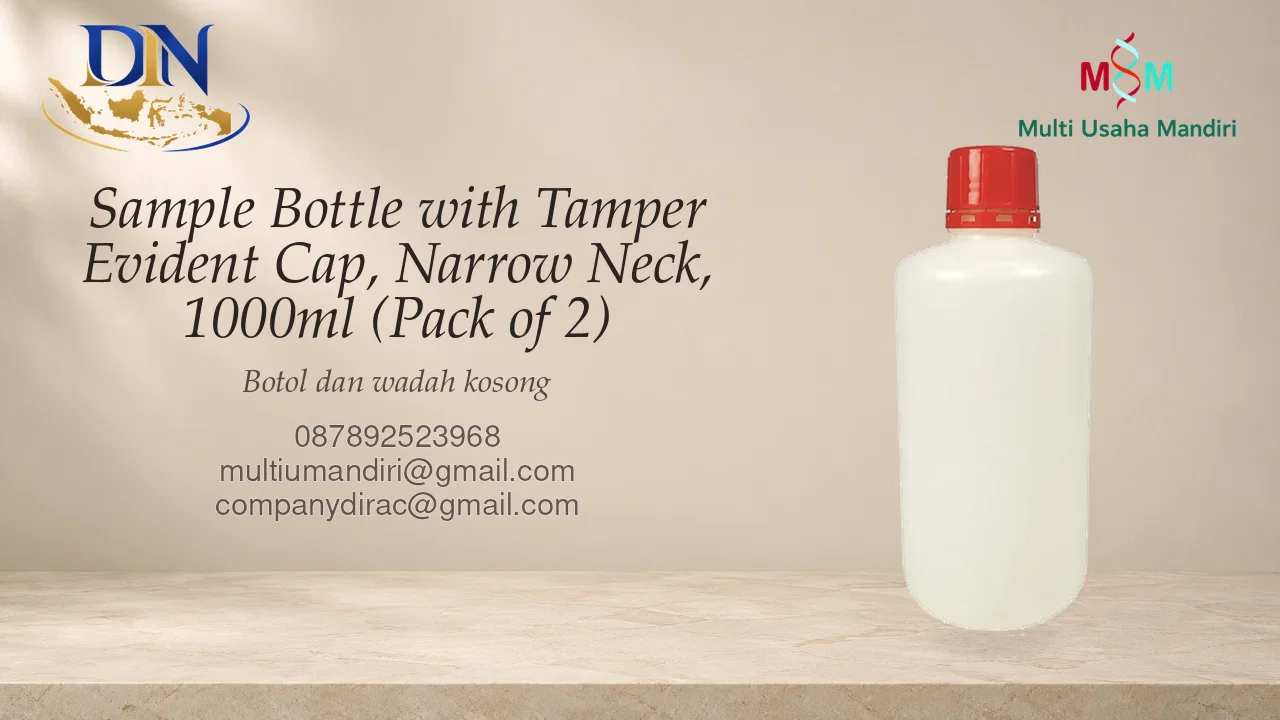 DIN
M M
Multi Usaha Mandiri
Sample Bottle with Tamper
Evident Cap, Narrow Neck,
1000ml (Pack of 2)
Botol dan wadah kosong
087892523968
multiumandiri@gmail.com
companydirac@gmail.com